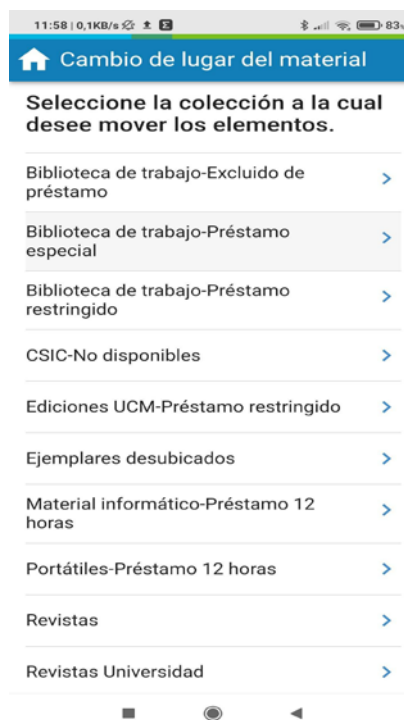 11:58 | 0,1KB/s
83
Cambio de lugar del material
Seleccione la colección a la cual
desee mover los elementos.
Biblioteca de trabajo-Excluido de
préstamo
Biblioteca de trabajo-Préstamo
especial
Biblioteca de trabajo-Préstamo
restringido
CSIC-No disponibles
Ediciones UCM-Préstamo restringido
Ejemplares desubicados
Material informático-Préstamo 12
horas
Portátiles-Préstamo 12 horas
Revistas
Revistas Universidad